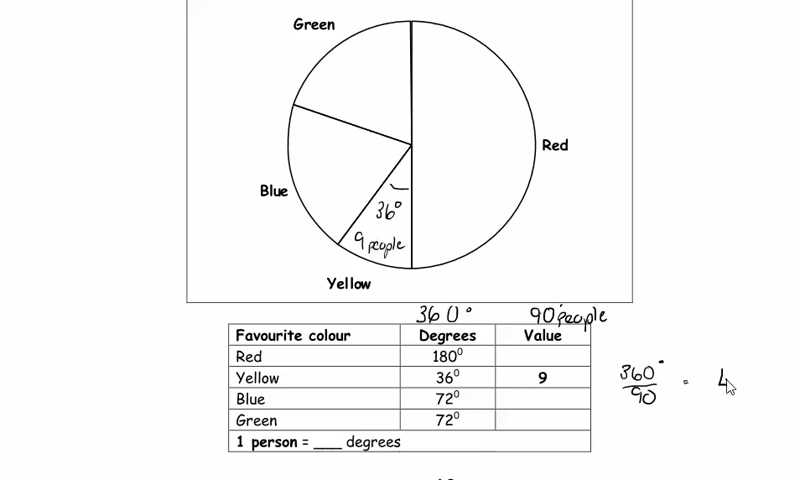 Green
Red
Blue
36°
9 people
Yellow
360° 90 people
Favourite colour Degrees Value
Red 180⁰
Yellow 36⁰ 9
Blue 72⁰
Green 72⁰
1 person = ___ degrees
360° / 90 = 4